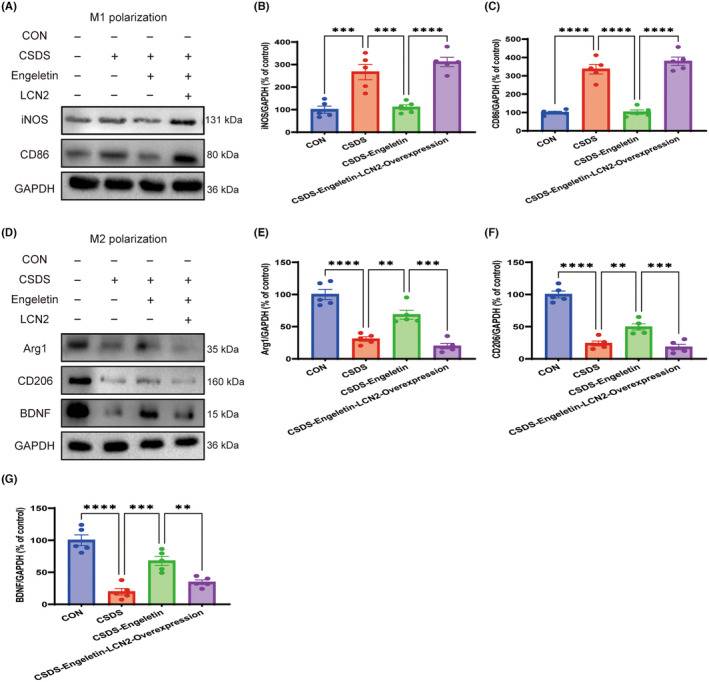 (A)
M1 polarization
CON – – – –
CSDS – + + +
Engeletin – – + +
LCN2 – – – +
iNOS 131 kDa
CD86 80 kDa
GAPDH 36 kDa
(B)
*** *** ****
iNOS/GAPDH (% of control)
400
300
200
100
0
CON
CSDS
CSDS-Engeletin
CSDS-Engeletin-LCN2-Overexpression
(C)
**** **** ****
CD86/GAPDH (% of control)
500
400
300
200
100
0
CON
CSDS
CSDS-Engeletin
CSDS-Engeletin-LCN2-Overexpression
(D)
M2 polarization
CON – – – –
CSDS – + + +
Engeletin – – + +
LCN2 – – – +
Arg1 35 kDa
CD206 160 kDa
BDNF 15 kDa
GAPDH 36 kDa
(E)
**** ** ***
Arg1/GAPDH (% of control)
150
100
50
0
CON
CSDS
CSDS-Engeletin
CSDS-Engeletin-LCN2-Overexpression
(F)
**** ** ***
CD206/GAPDH (% of control)
150
100
50
0
CON
CSDS
CSDS-Engeletin
CSDS-Engeletin-LCN2-Overexpression
(G)
**** *** **
BDNF/GAPDH (% of control)
150
100
50
0
CON
CSDS
CSDS-Engeletin
CSDS-Engeletin-LCN2-Overexpression